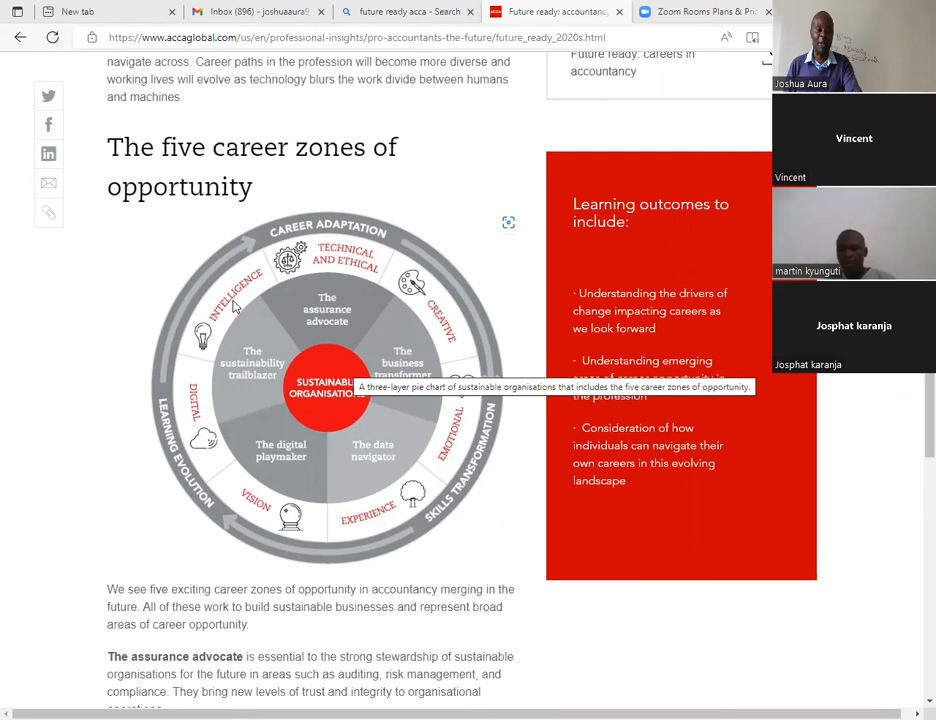 New tab
Inbox (896) - joshuaaura9
future ready acca - Search
Future ready: accountanc
Zoom Rooms Plans & Pri
https://www.accaglobal.com/us/en/professional-insights/pro-accountants-the-future/future_ready_2020s.html
navigate across. Career paths in the profession will become more diverse and
working lives will evolve as technology blurs the work divide between humans
and machines.
The five career zones of
opportunity
CAREER ADAPTATION
SKILLS TRANSFORMATION
LEARNING EVOLUTION
TECHNICAL
AND ETHICAL
CREATIVE
EMOTIONAL
EXPERIENCE
VISION
DIGITAL
INTELLIGENCE
The
assurance
advocate
The
business
transformer
The data
navigator
The digital
playmaker
The
sustainability
trailblazer
SUSTAINABL
ORGANISATION
A three-layer pie chart of sustainable organisations that includes the five career zones of opportunity.
We see five exciting career zones of opportunity in accountancy merging in the
future. All of these work to build sustainable businesses and represent broad
areas of career opportunity.
The assurance advocate is essential to the strong stewardship of sustainable
organisations for the future in areas such as auditing, risk management, and
compliance. They bring new levels of trust and integrity to organisational
Future ready: careers in
accountancy
Learning outcomes to
include:
· Understanding the drivers of
change impacting careers as
we look forward
· Understanding emerging
the profession
· Consideration of how
individuals can navigate their
own careers in this evolving
landscape
Joshua Aura
Vincent
Vincent
martin kyunguti
Josphat karanja
Josphat karanja